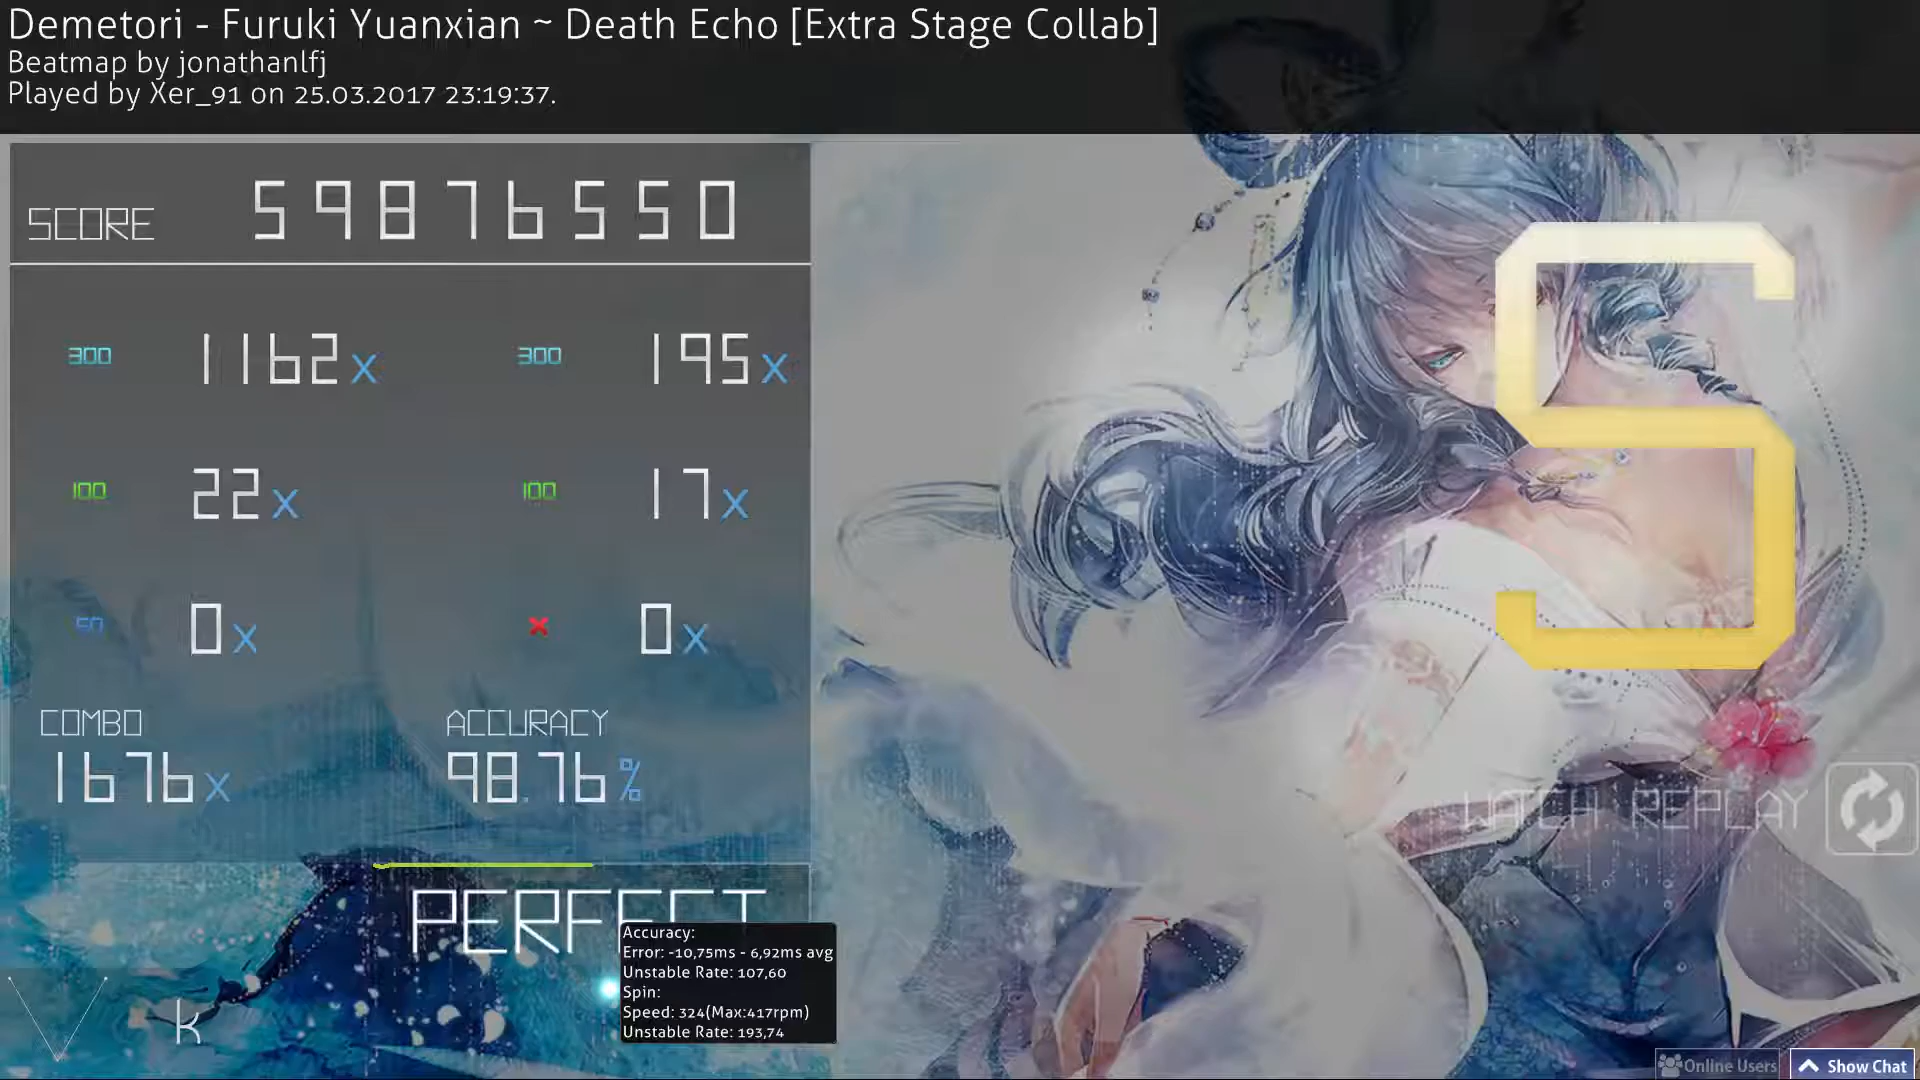 Demetori - Furuki Yuanxian ~ Death Echo [Extra Stage Collab]
Beatmap by jonathanlfj
Played by Xer_91 on 25.03.2017 23:19:37.
SCORE 59876550
300 1162x 300 195x
100 22x 100 17x
50 0x X 0x
COMBO ACCURACY
1676x 98.76%
WATCH REPLAY
PERFECT
Accuracy:
Error: -10,75ms - 6,92ms avg
Unstable Rate: 107,60
Spin:
Speed: 324(Max:417rpm)
Unstable Rate: 193,74
k
Online Users Show Chat